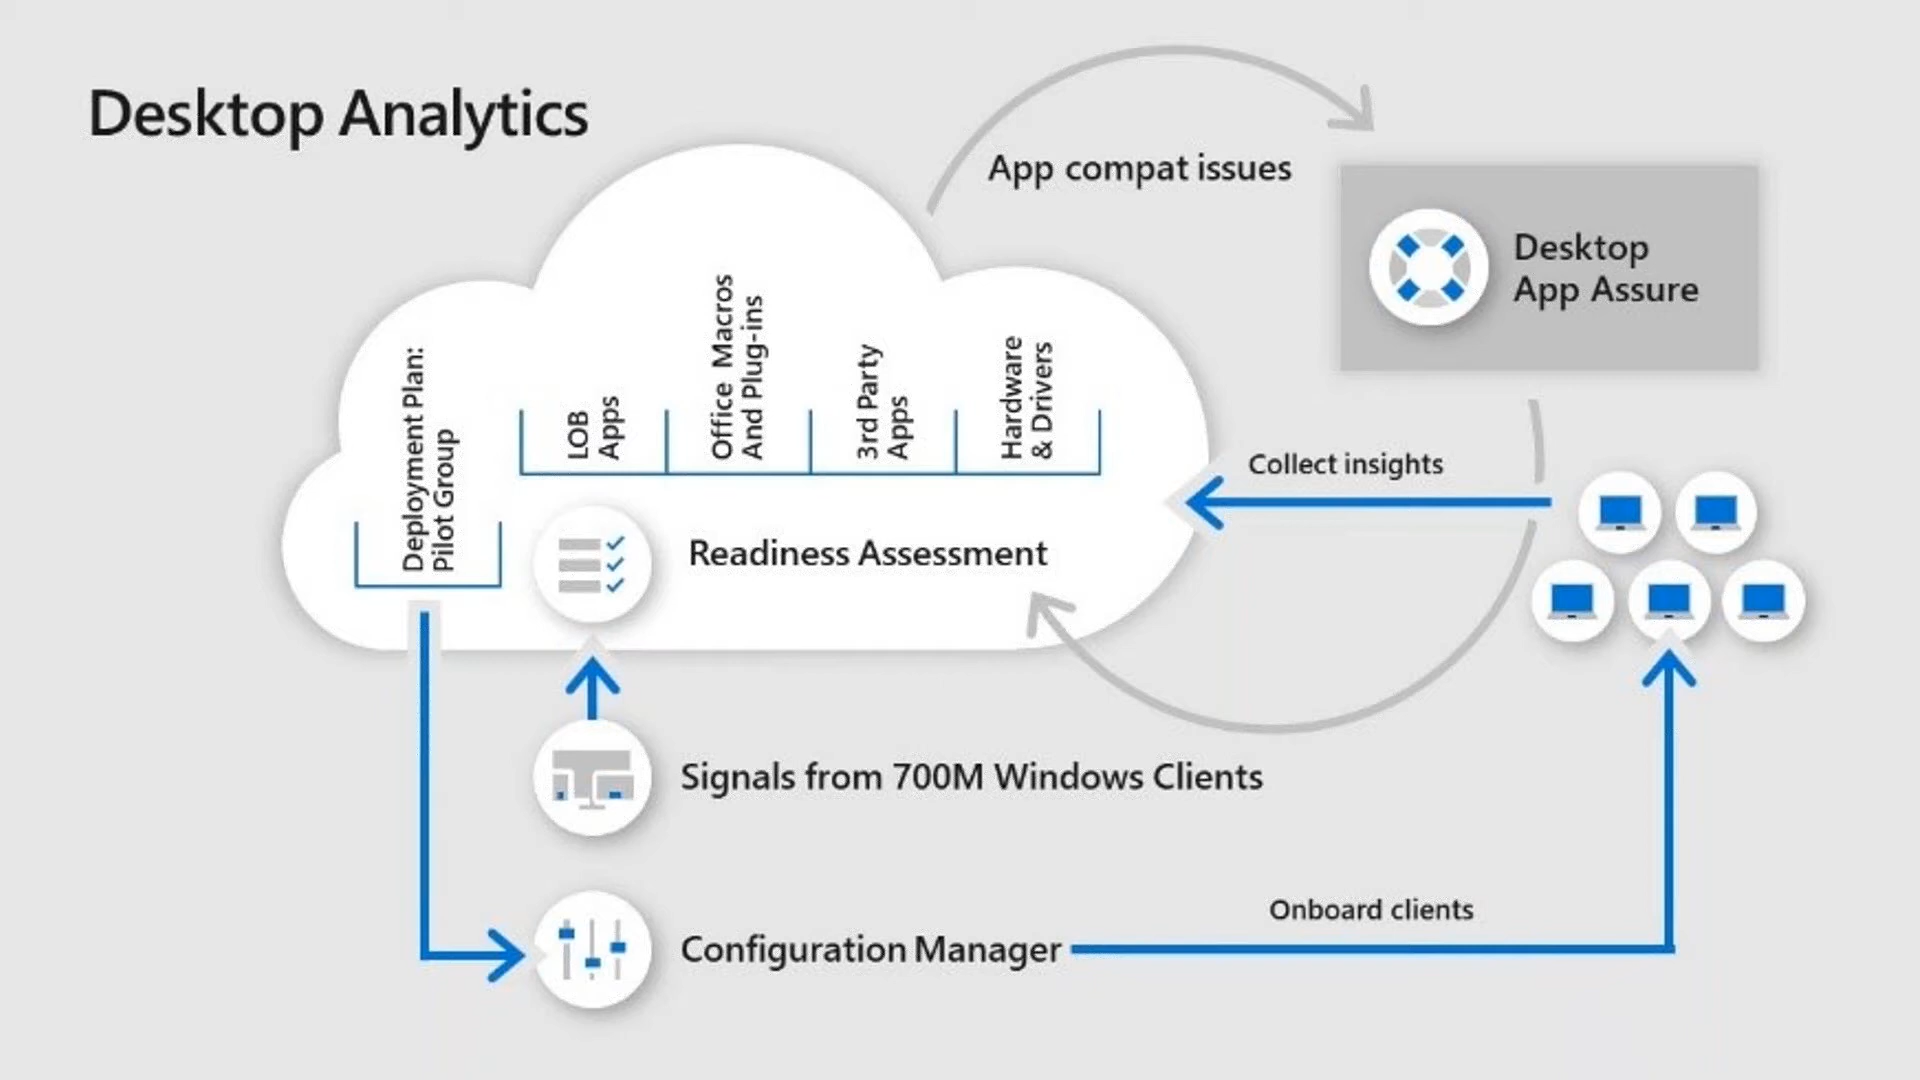 Desktop Analytics
App compat issues
Desktop
App Assure
Deployment Plan:
Pilot Group
LOB
Apps
Office Macros
And Plug-ins
3rd Party
Apps
Hardware
& Drivers
Collect insights
Readiness Assessment
Signals from 700M Windows Clients
Onboard clients
Configuration Manager